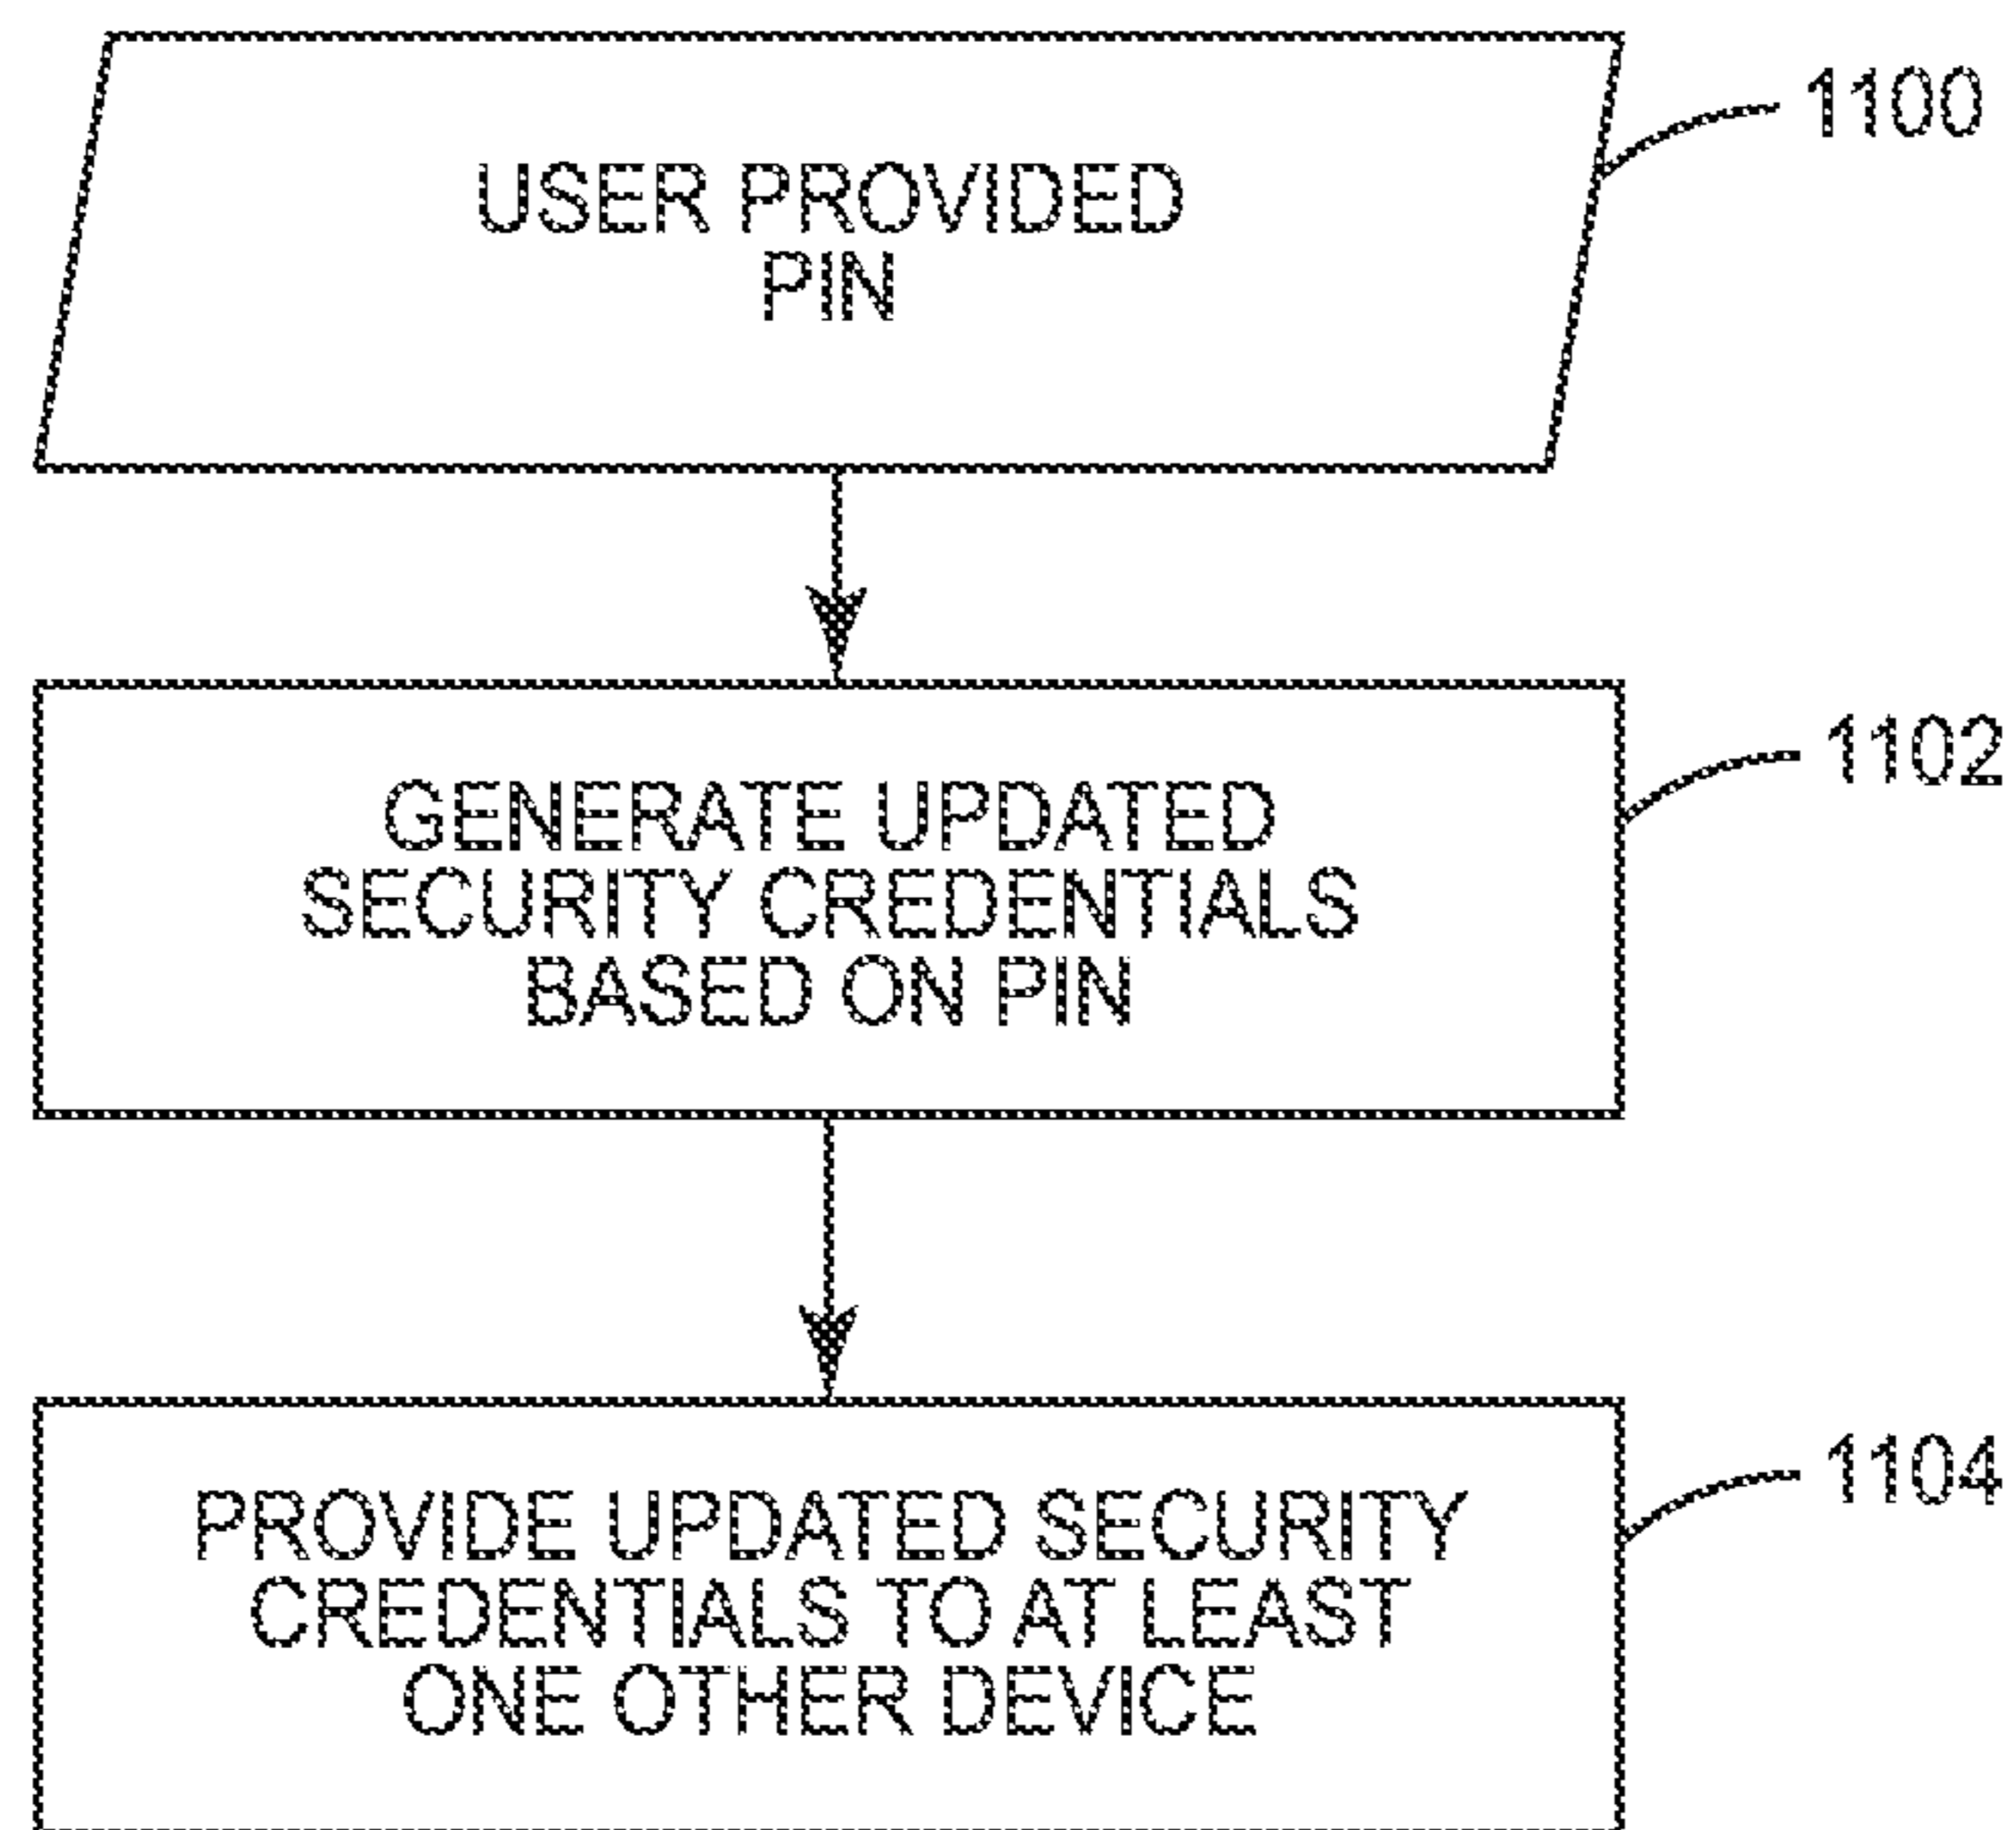 1100
USER PROVIDED
PIN
1102
GENERATE UPDATED
SECURITY CREDENTIALS
BASED ON PIN
1104
PROVIDE UPDATED SECURITY
CREDENTIALS TO AT LEAST
ONE OTHER DEVICE